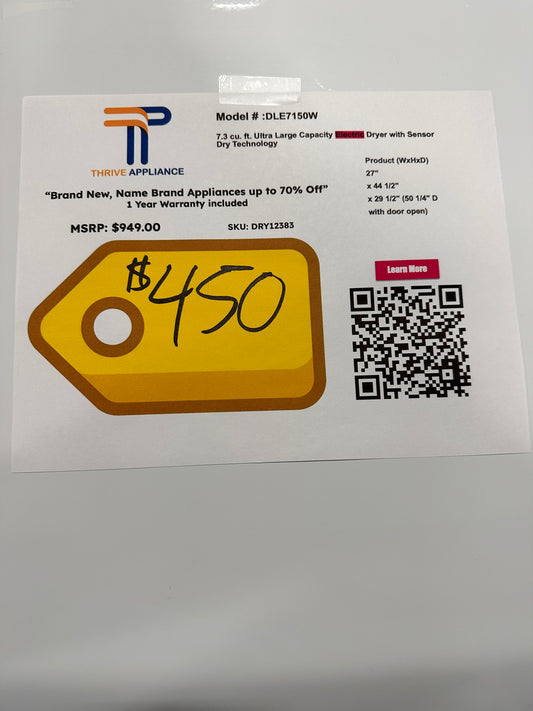 TP
THRIVE APPLIANCE
Model # :DLE7150W
7.3 cu. ft. Ultra Large Capacity Electric Dryer with Sensor
Dry Technology
"Brand New, Name Brand Appliances up to 70% Off"
1 Year Warranty included
Product (WxHxD)
27"
x 44 1/2"
x 29 1/2" (50 1/4" D
with door open)
MSRP: $949.00
SKU: DRY12383
$450
Learn More